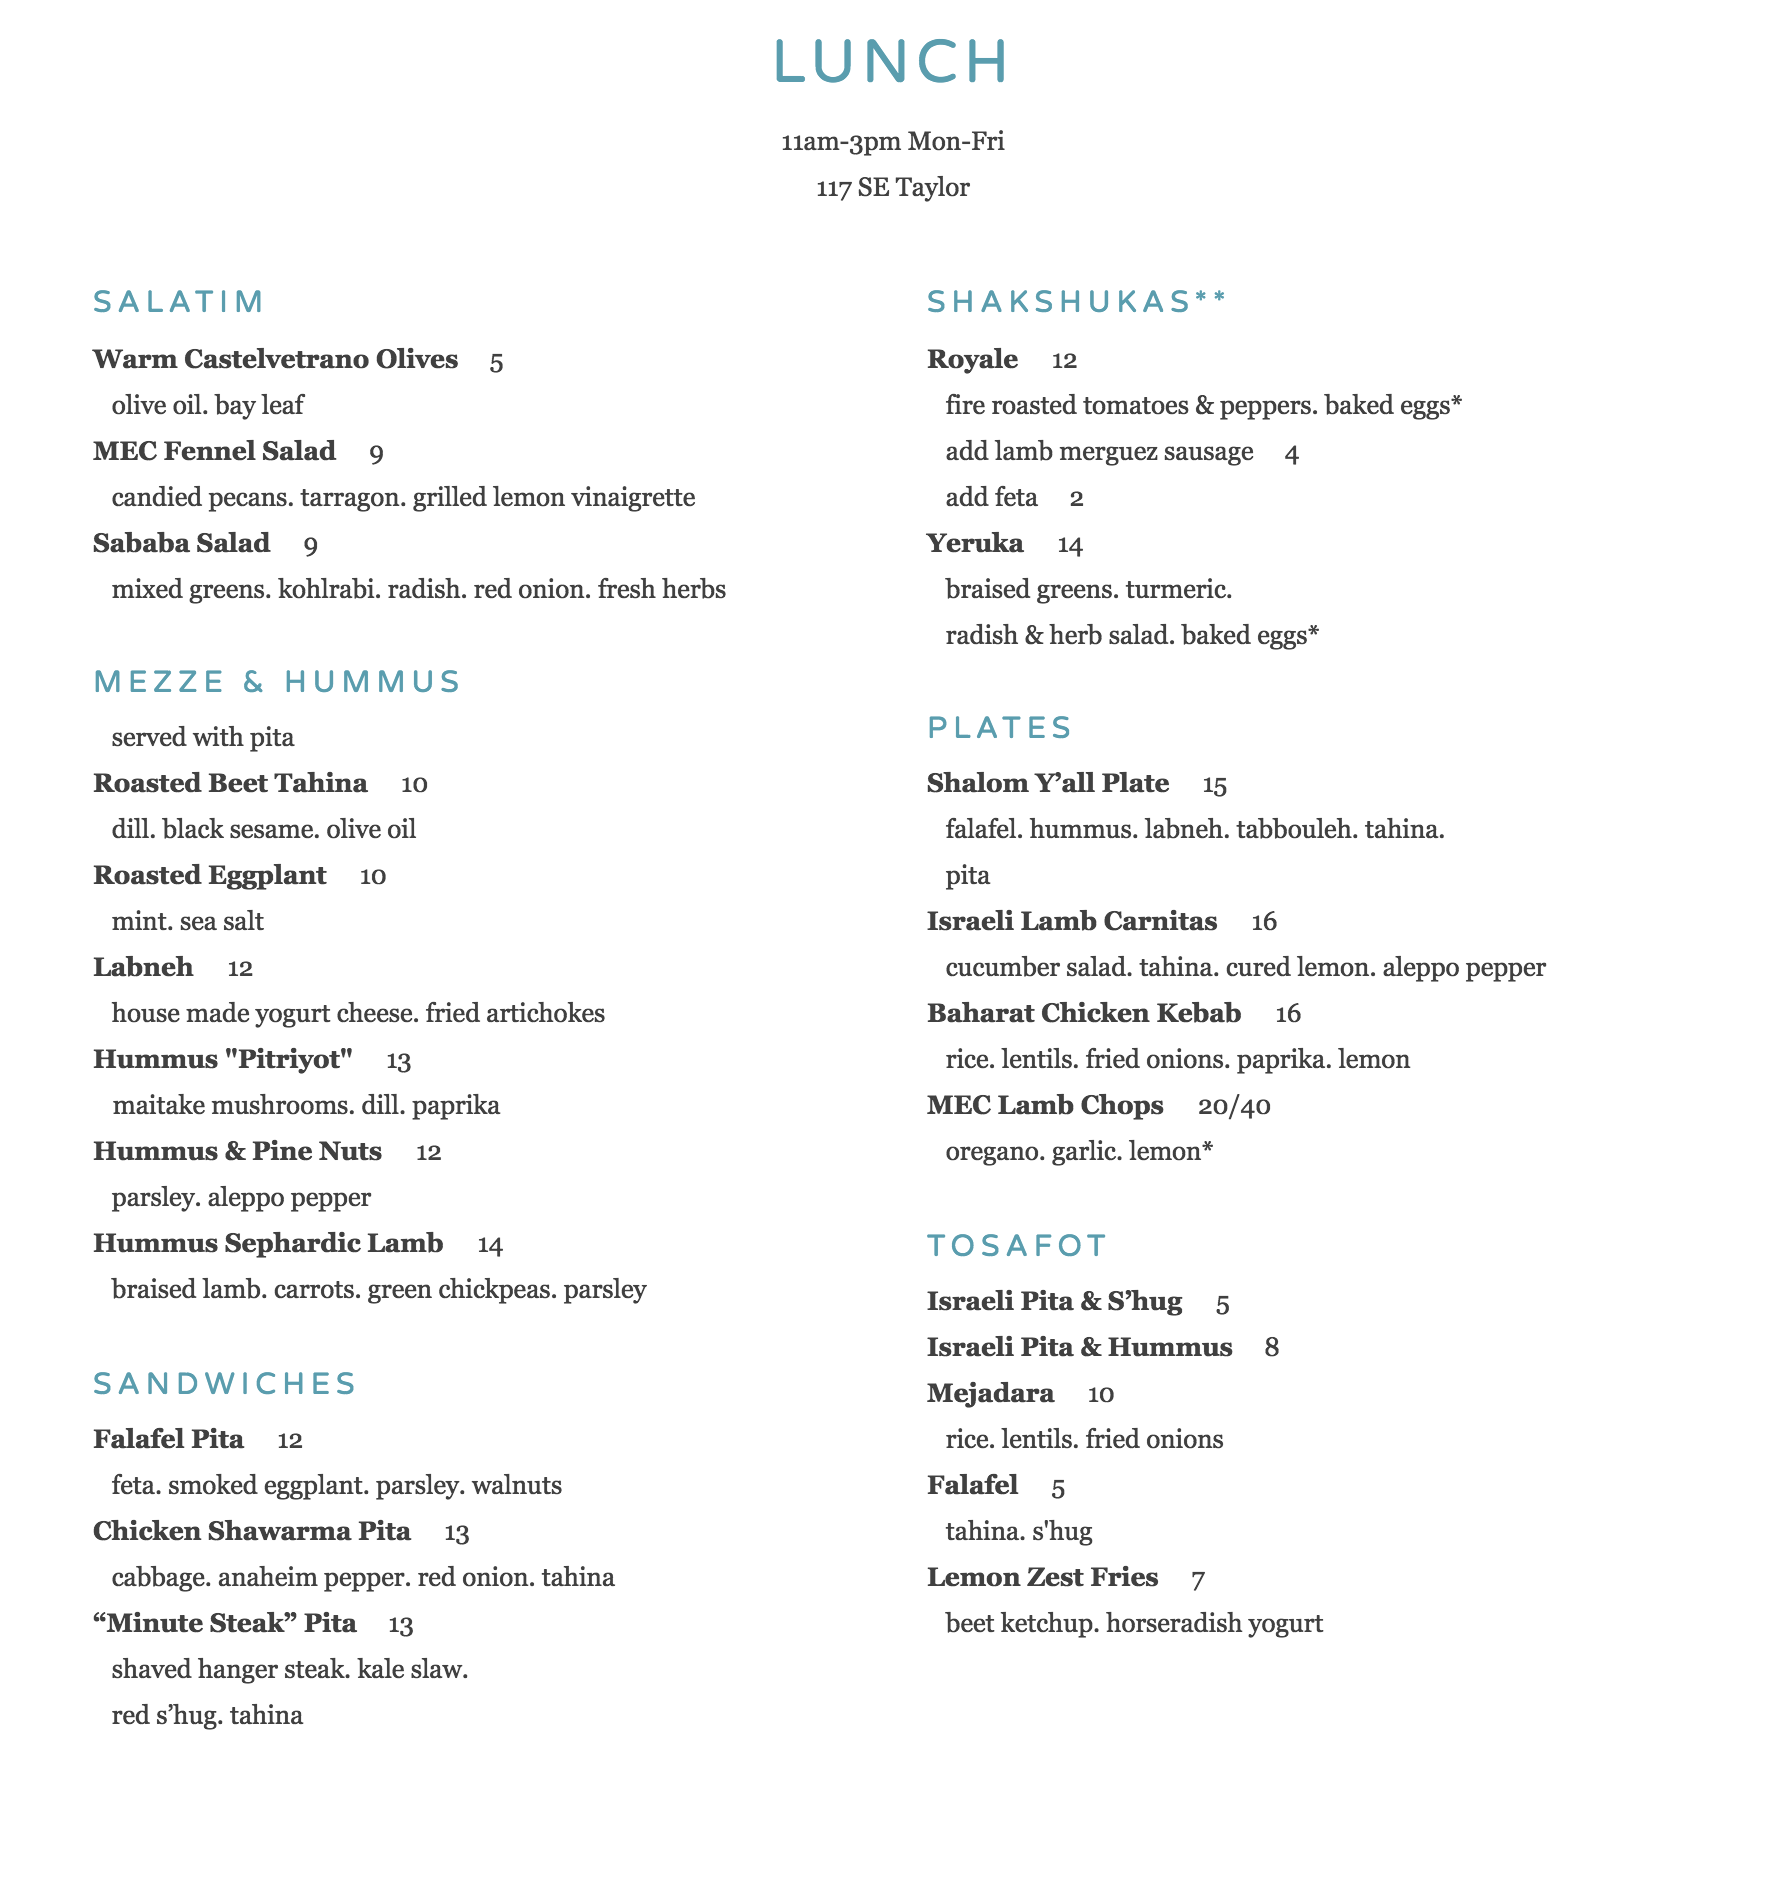 LUNCH
11am-3pm Mon-Fri
117 SE Taylor
SALATIM
Warm Castelvetrano Olives 5
olive oil. bay leaf
MEC Fennel Salad 9
candied pecans. tarragon. grilled lemon vinaigrette
Sababa Salad 9
mixed greens. kohlrabi. radish. red onion. fresh herbs
MEZZE & HUMMUS
served with pita
Roasted Beet Tahina 10
dill. black sesame. olive oil
Roasted Eggplant 10
mint. sea salt
Labneh 12
house made yogurt cheese. fried artichokes
Hummus "Pitriyot" 13
maitake mushrooms. dill. paprika
Hummus & Pine Nuts 12
parsley. aleppo pepper
Hummus Sephardic Lamb 14
braised lamb. carrots. green chickpeas. parsley
SANDWICHES
Falafel Pita 12
feta. smoked eggplant. parsley. walnuts
Chicken Shawarma Pita 13
cabbage. anaheim pepper. red onion. tahina
“Minute Steak” Pita 13
shaved hanger steak. kale slaw.
red s’hug. tahina
SHAKSHUKAS**
Royale 12
fire roasted tomatoes & peppers. baked eggs*
add lamb merguez sausage 4
add feta 2
Yeruka 14
braised greens. turmeric.
radish & herb salad. baked eggs*
PLATES
Shalom Y’all Plate 15
falafel. hummus. labneh. tabbouleh. tahina.
pita
Israeli Lamb Carnitas 16
cucumber salad. tahina. cured lemon. aleppo pepper
Baharat Chicken Kebab 16
rice. lentils. fried onions. paprika. lemon
MEC Lamb Chops 20/40
oregano. garlic. lemon*
TOSAFOT
Israeli Pita & S’hug 5
Israeli Pita & Hummus 8
Mejadara 10
rice. lentils. fried onions
Falafel 5
tahina. s'hug
Lemon Zest Fries 7
beet ketchup. horseradish yogurt